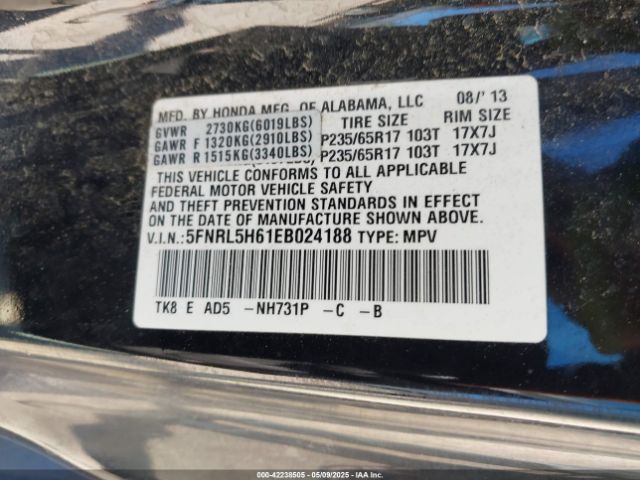 MFD. BY HONDA MFG. OF ALABAMA, LLC 08/'13
TIRE SIZE RIM SIZE
GVWR 2730KG(6019LBS)
GAWR F 1320KG(2910LBS) P235/65R17 103T 17X7J
GAWR R 1515KG(3340LBS) P235/65R17 103T 17X7J
THIS VEHICLE CONFORMS TO ALL APPLICABLE
FEDERAL MOTOR VEHICLE SAFETY
AND THEFT PREVENTION STANDARDS IN EFFECT
ON THE DATE OF MANUFACTURE SHOWN ABOVE.
V.I.N.:5FNRL5H61EB024188 TYPE: MPV
TK8 E AD5 -NH731P -C -B
000-42238505 - 05/09/2025 - IAA Inc.